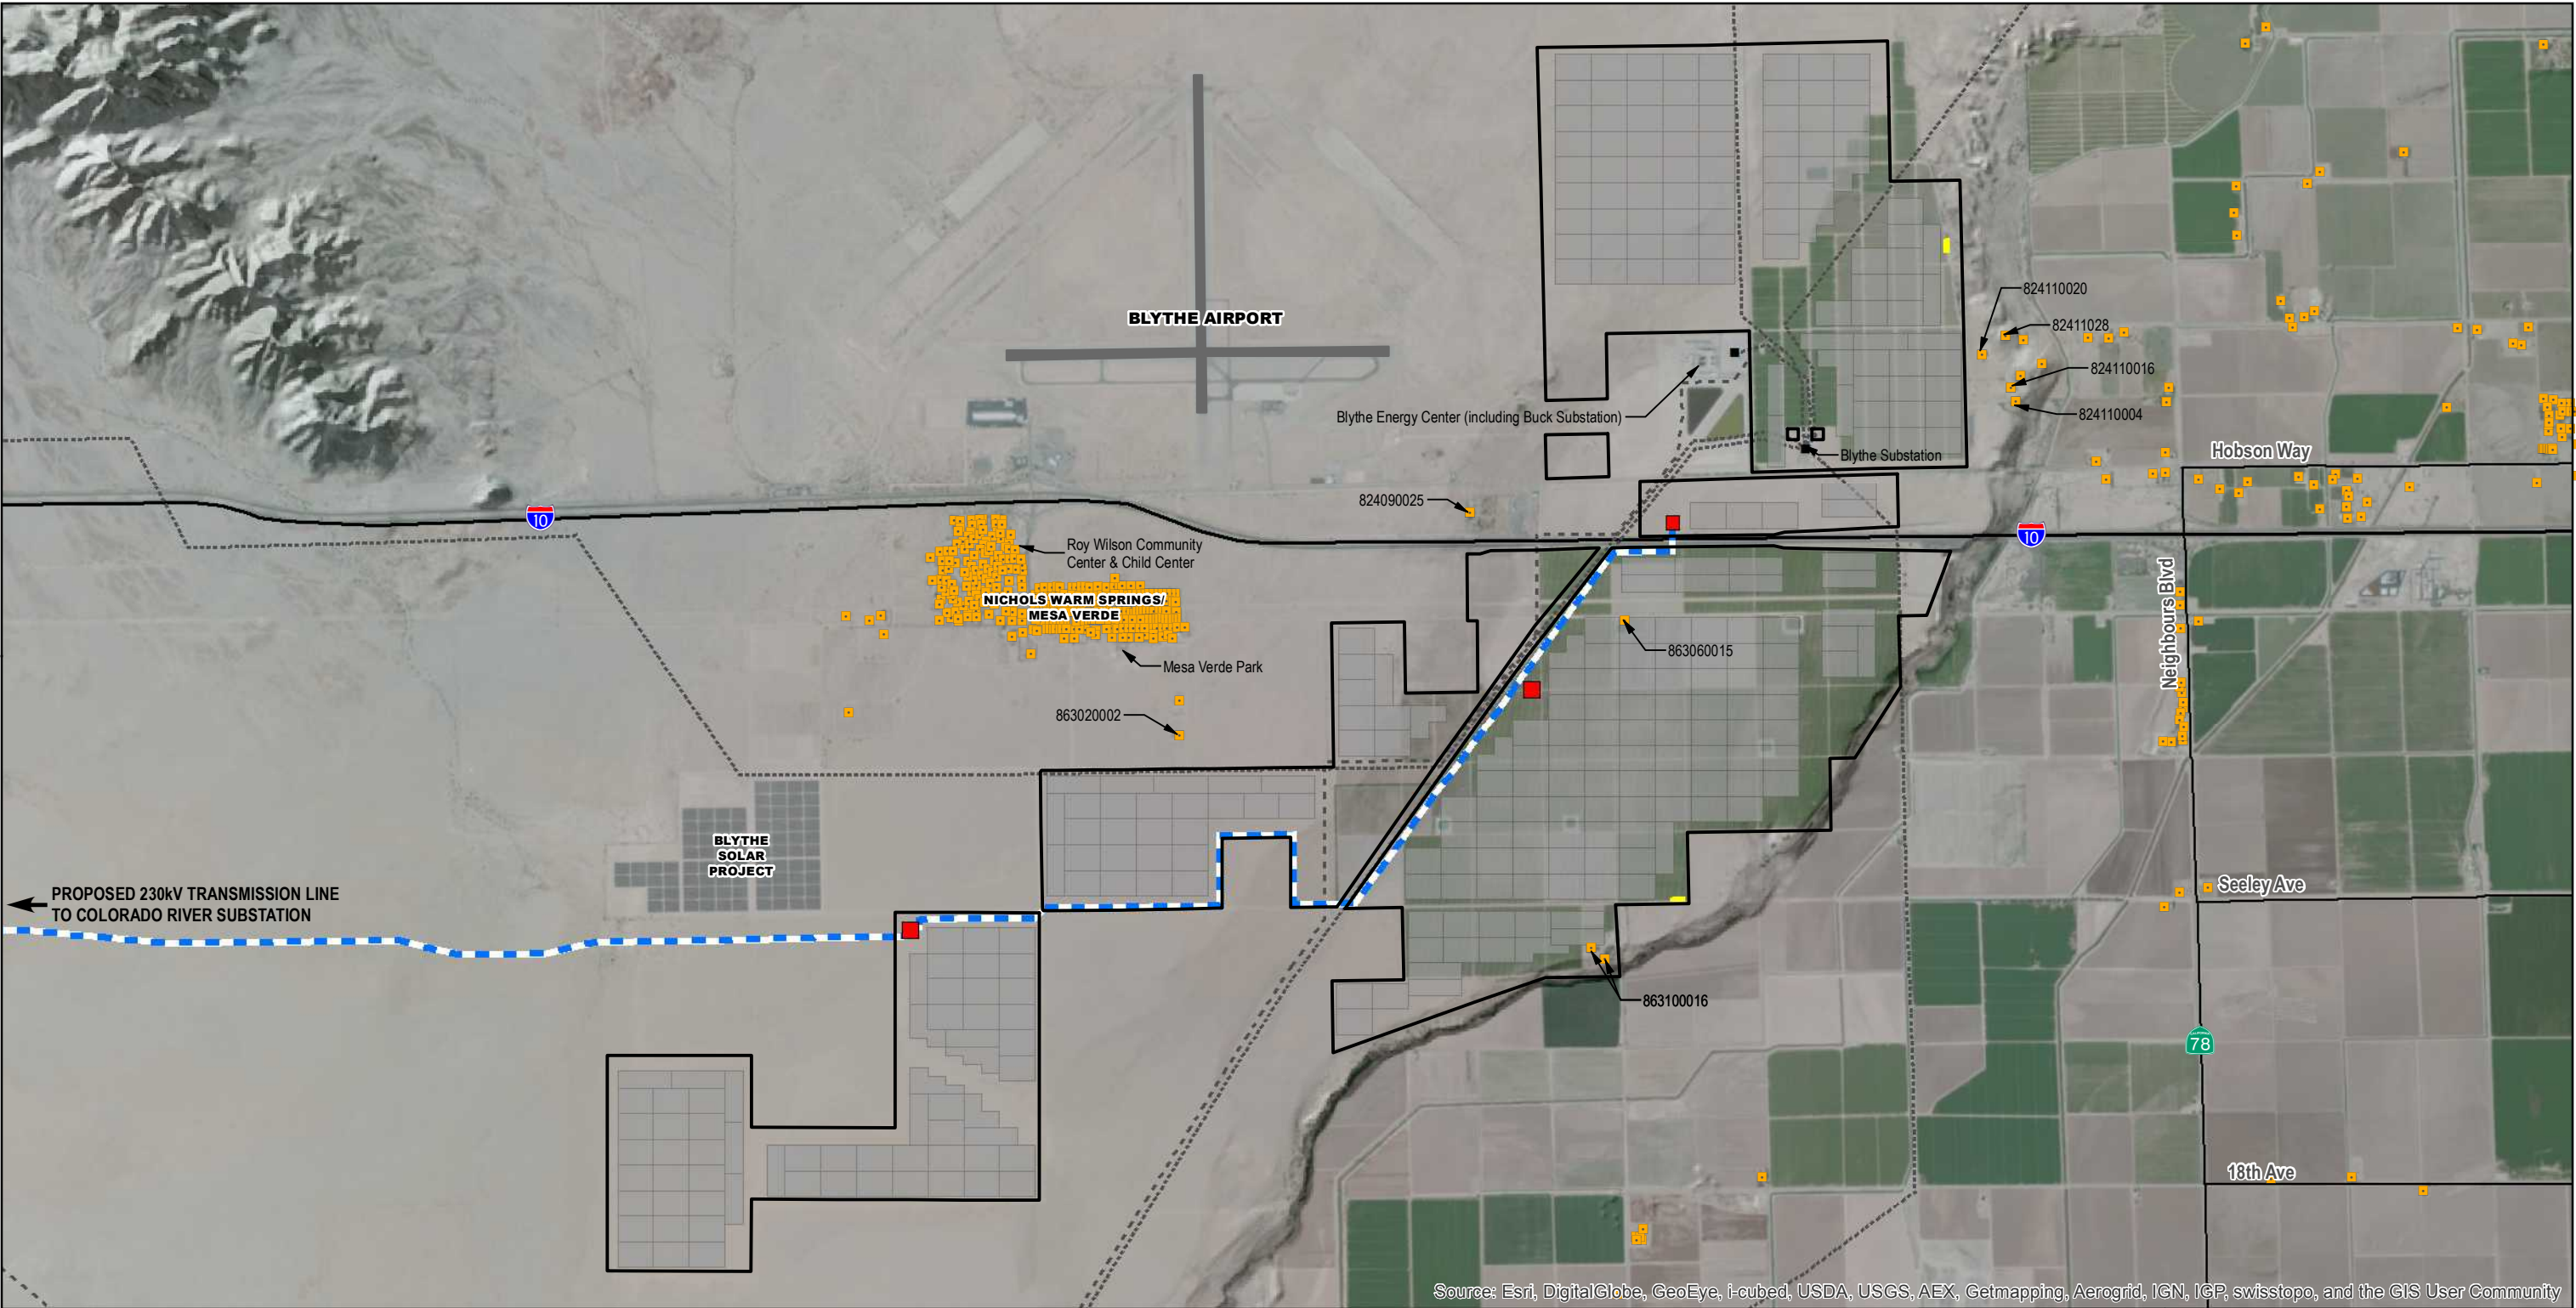 824110020
BLYTHE AIRPORT
82411028
824110016
824110004
Blythe Energy Center (including Buck Substation)
Hobson Way
Blythe Substation
824090025
10
10
Roy Wilson Community
Center & Child Center
NICHOLS WARM SPRINGS/
MESA VERDE
Neighbours Blvd
863060015
Mesa Verde Park
863020002
BLYTHE
SOLAR
PROJECT
PROPOSED 230kV TRANSMISSION LINE
TO COLORADO RIVER SUBSTATION
Seeley Ave
863100016
78
18th Ave
Source: Esri, DigitalGlobe, GeoEye, i-cubed, USDA, USGS, AEX, Getmapping, Aerogrid, IGN, IGP, swisstopo, and the GIS User Community